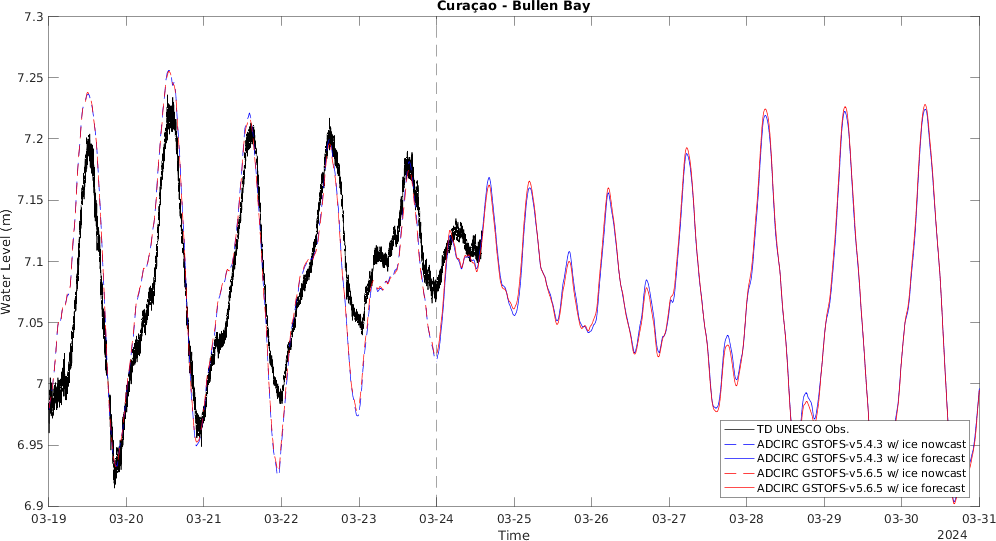 Curaçao - Bullen Bay
7.3
7.25
7.2
7.15
7.1
7.05
7
6.95
6.9
Water Level (m)
TD UNESCO Obs.
ADCIRC GSTOFS-v5.4.3 w/ ice nowcast
ADCIRC GSTOFS-v5.4.3 w/ ice forecast
ADCIRC GSTOFS-v5.6.5 w/ ice nowcast
ADCIRC GSTOFS-v5.6.5 w/ ice forecast
03-19 03-20 03-21 03-22 03-23 03-24 03-25 03-26 03-27 03-28 03-29 03-30 03-31
Time
2024